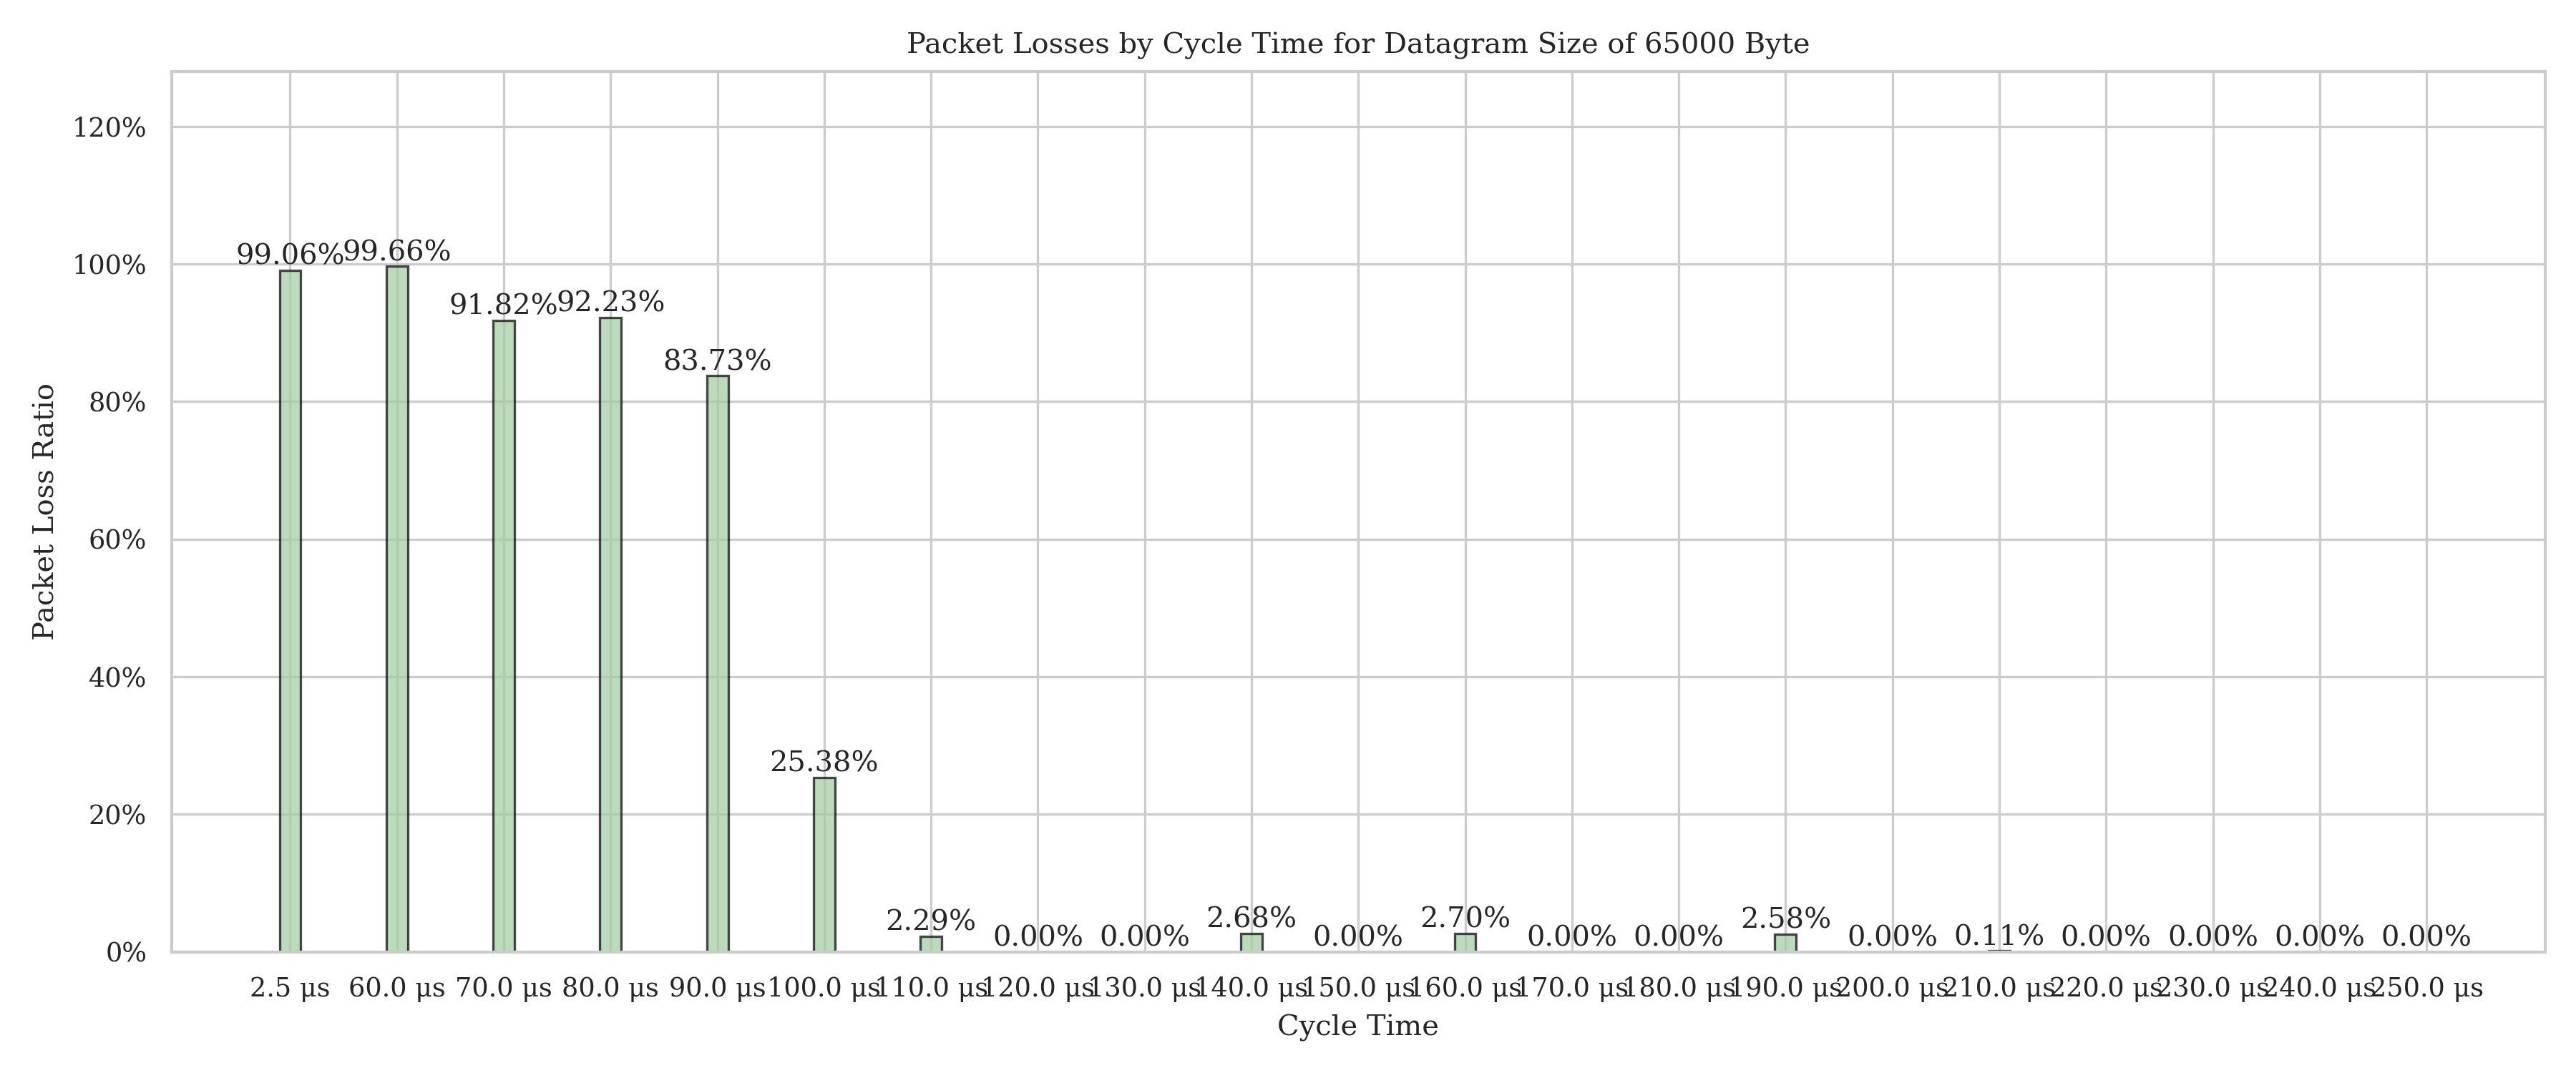 Packet Losses by Cycle Time for Datagram Size of 65000 Byte
Packet Loss Ratio
120%
100%
80%
60%
40%
20%
0%
99.06% 99.66% 91.82% 92.23% 83.73% 25.38% 2.29% 0.00% 0.00% 2.68% 0.00% 2.70% 0.00% 0.00% 2.58% 0.00% 0.11% 0.00% 0.00% 0.00% 0.00%
2.5 µs 60.0 µs 70.0 µs 80.0 µs 90.0 µs 100.0 µs 110.0 µs 120.0 µs 130.0 µs 140.0 µs 150.0 µs 160.0 µs 170.0 µs 180.0 µs 190.0 µs 200.0 µs 210.0 µs 220.0 µs 230.0 µs 240.0 µs 250.0 µs
Cycle Time